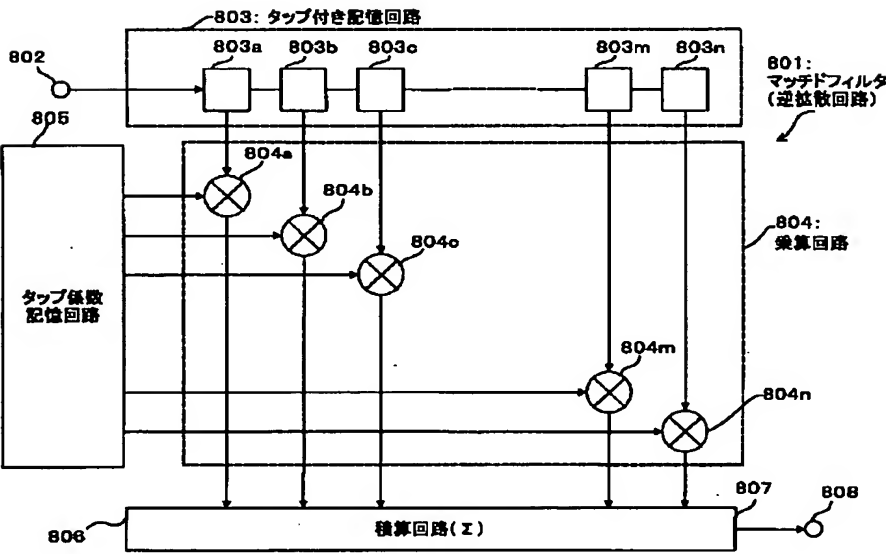 803: タップ付き記憶回路
803a
803b
803c
803m
803n
802
801:
マッチドフィルタ
(逆拡散回路)
805
804a
804b
804c
804:
乗算回路
タップ係数
記憶回路
804m
804n
806
積算回路(Σ)
807
808